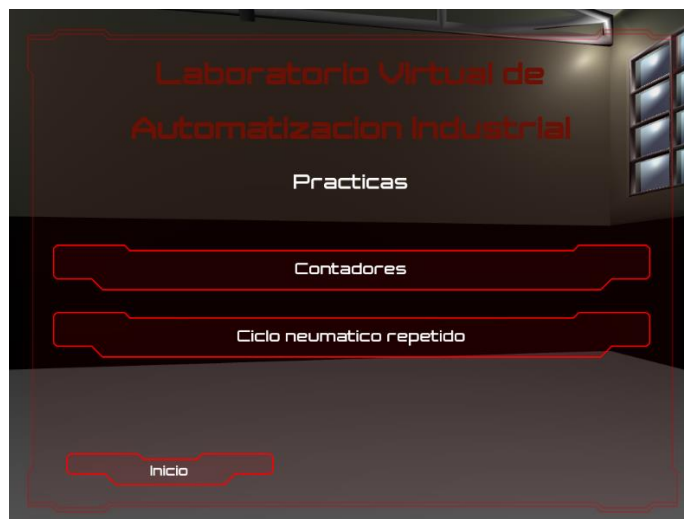 Laboratorio Virtual de
Automatizacion Industrial
Practicas
Contadores
Ciclo neumatico repetido
Inicio